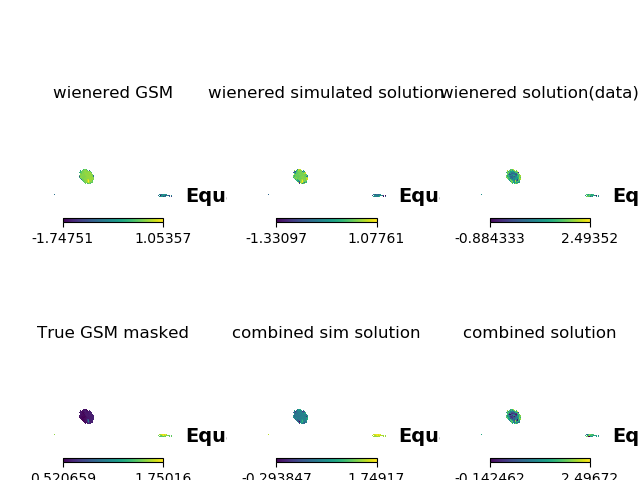 wienered GSM wienered simulated solution wienered solution(data)
Equ Equ Eq
-1.74751 1.05357 -1.33097 1.07761 -0.884333 2.49352
True GSM masked combined sim solution combined solution
Equ Equ Eq
0.520659 1.75016 -0.293847 1.74917 -0.142462 2.49672